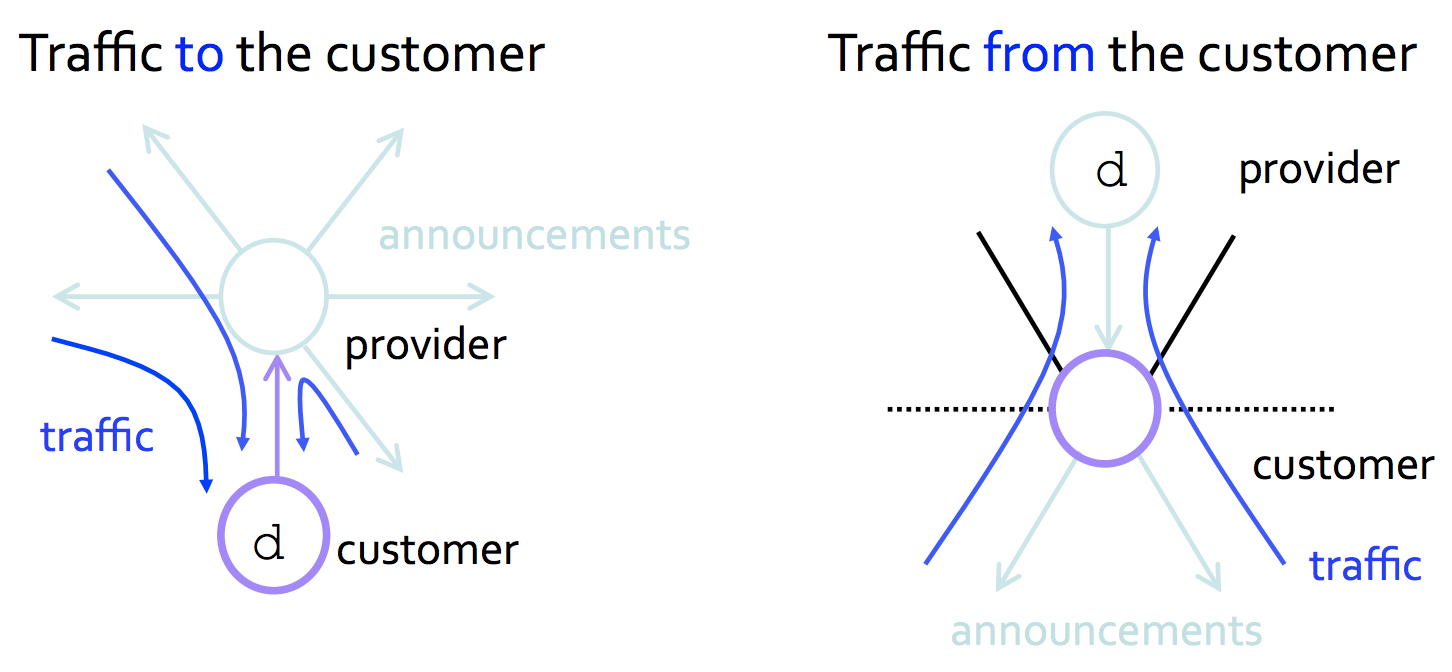 Traffic to the customer
announcements
provider
traffic
d
customer
Traffic from the customer
d
provider
customer
traffic
announcements